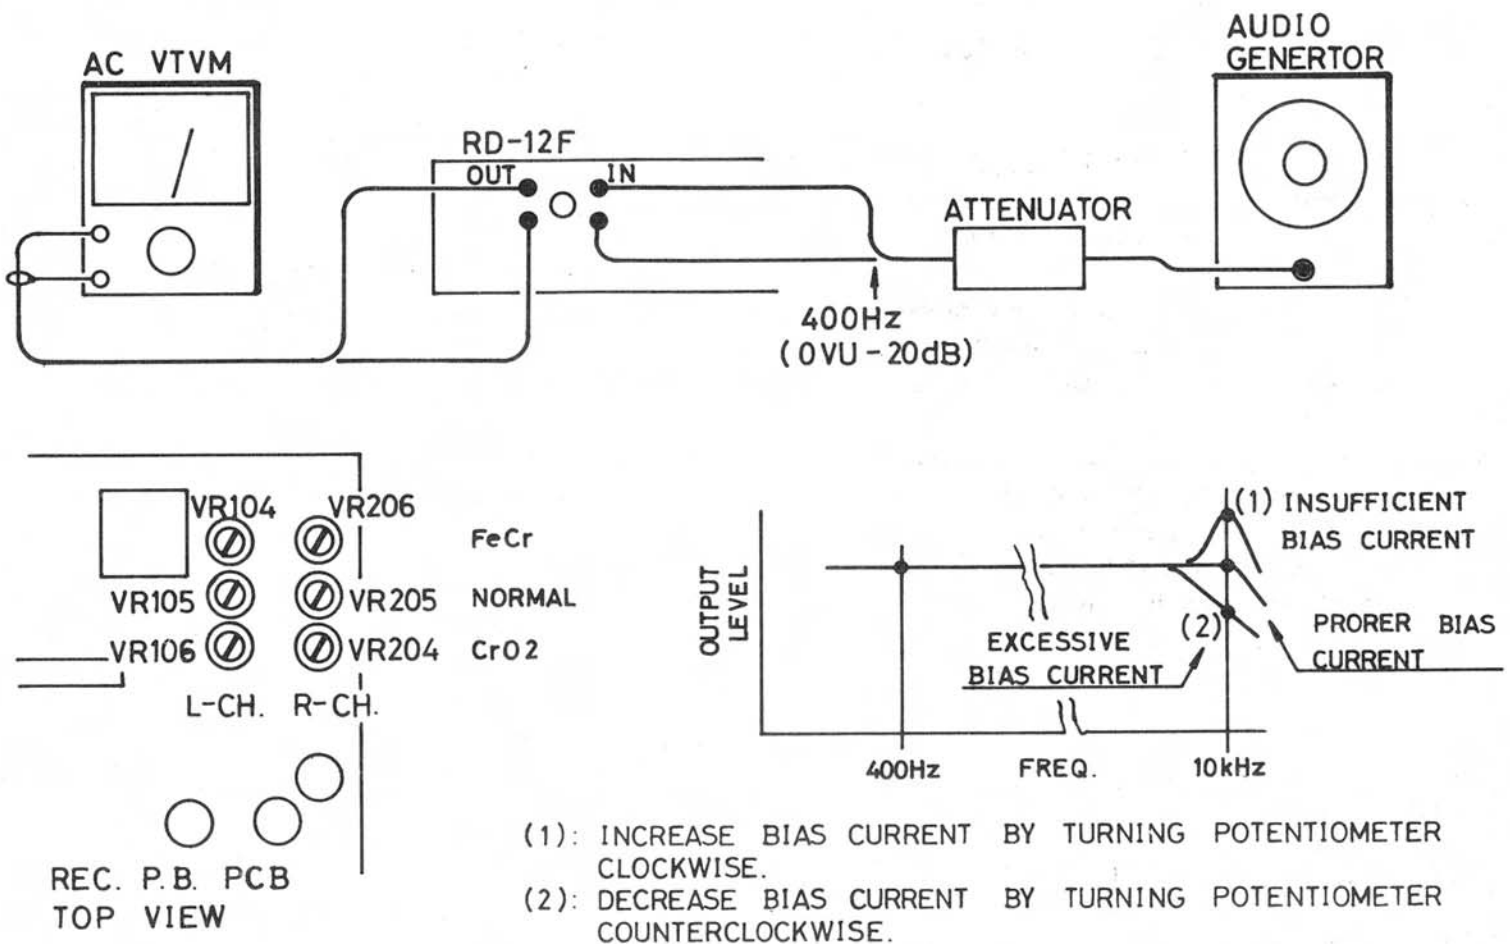 AUDIO
GENERTOR
AC VTVM
RD-12F
OUT
IN
ATTENUATOR
400Hz
(0VU-20dB)
VR104
VR206
FeCr
VR105
VR205
NORMAL
VR106
VR204
CrO2
L-CH.
R-CH.
REC. P.B. PCB
TOP VIEW
(1) INSUFFICIENT
BIAS CURRENT
OUTPUT
LEVEL
EXCESSIVE
BIAS CURRENT
(2)
PRORER BIAS
CURRENT
400Hz
FREQ.
10kHz
(1): INCREASE BIAS CURRENT BY TURNING POTENTIOMETER
CLOCKWISE.
(2): DECREASE BIAS CURRENT BY TURNING POTENTIOMETER
COUNTERCLOCKWISE.